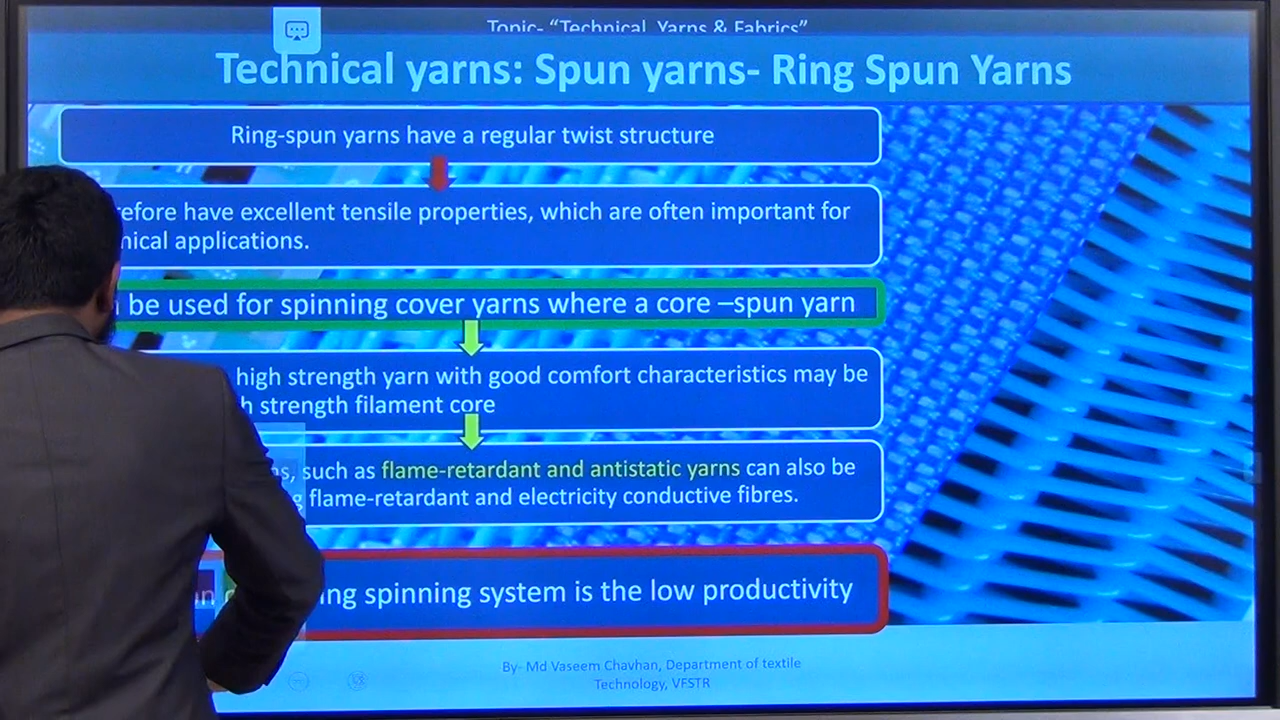 Topic- “Technical Yarns & Fabrics”
Technical yarns: Spun yarns- Ring Spun Yarns
Ring-spun yarns have a regular twist structure
have excellent tensile properties, which are often important for
applications.
be used for spinning cover yarns where a core –spun yarn
high strength yarn with good comfort characteristics may be
strength filament core
such as flame-retardant and antistatic yarns can also be
flame-retardant and electricity conductive fibres.
spinning system is the low productivity
By- Md Vaseem Chavhan, Department of textile
Technology, VFSTR